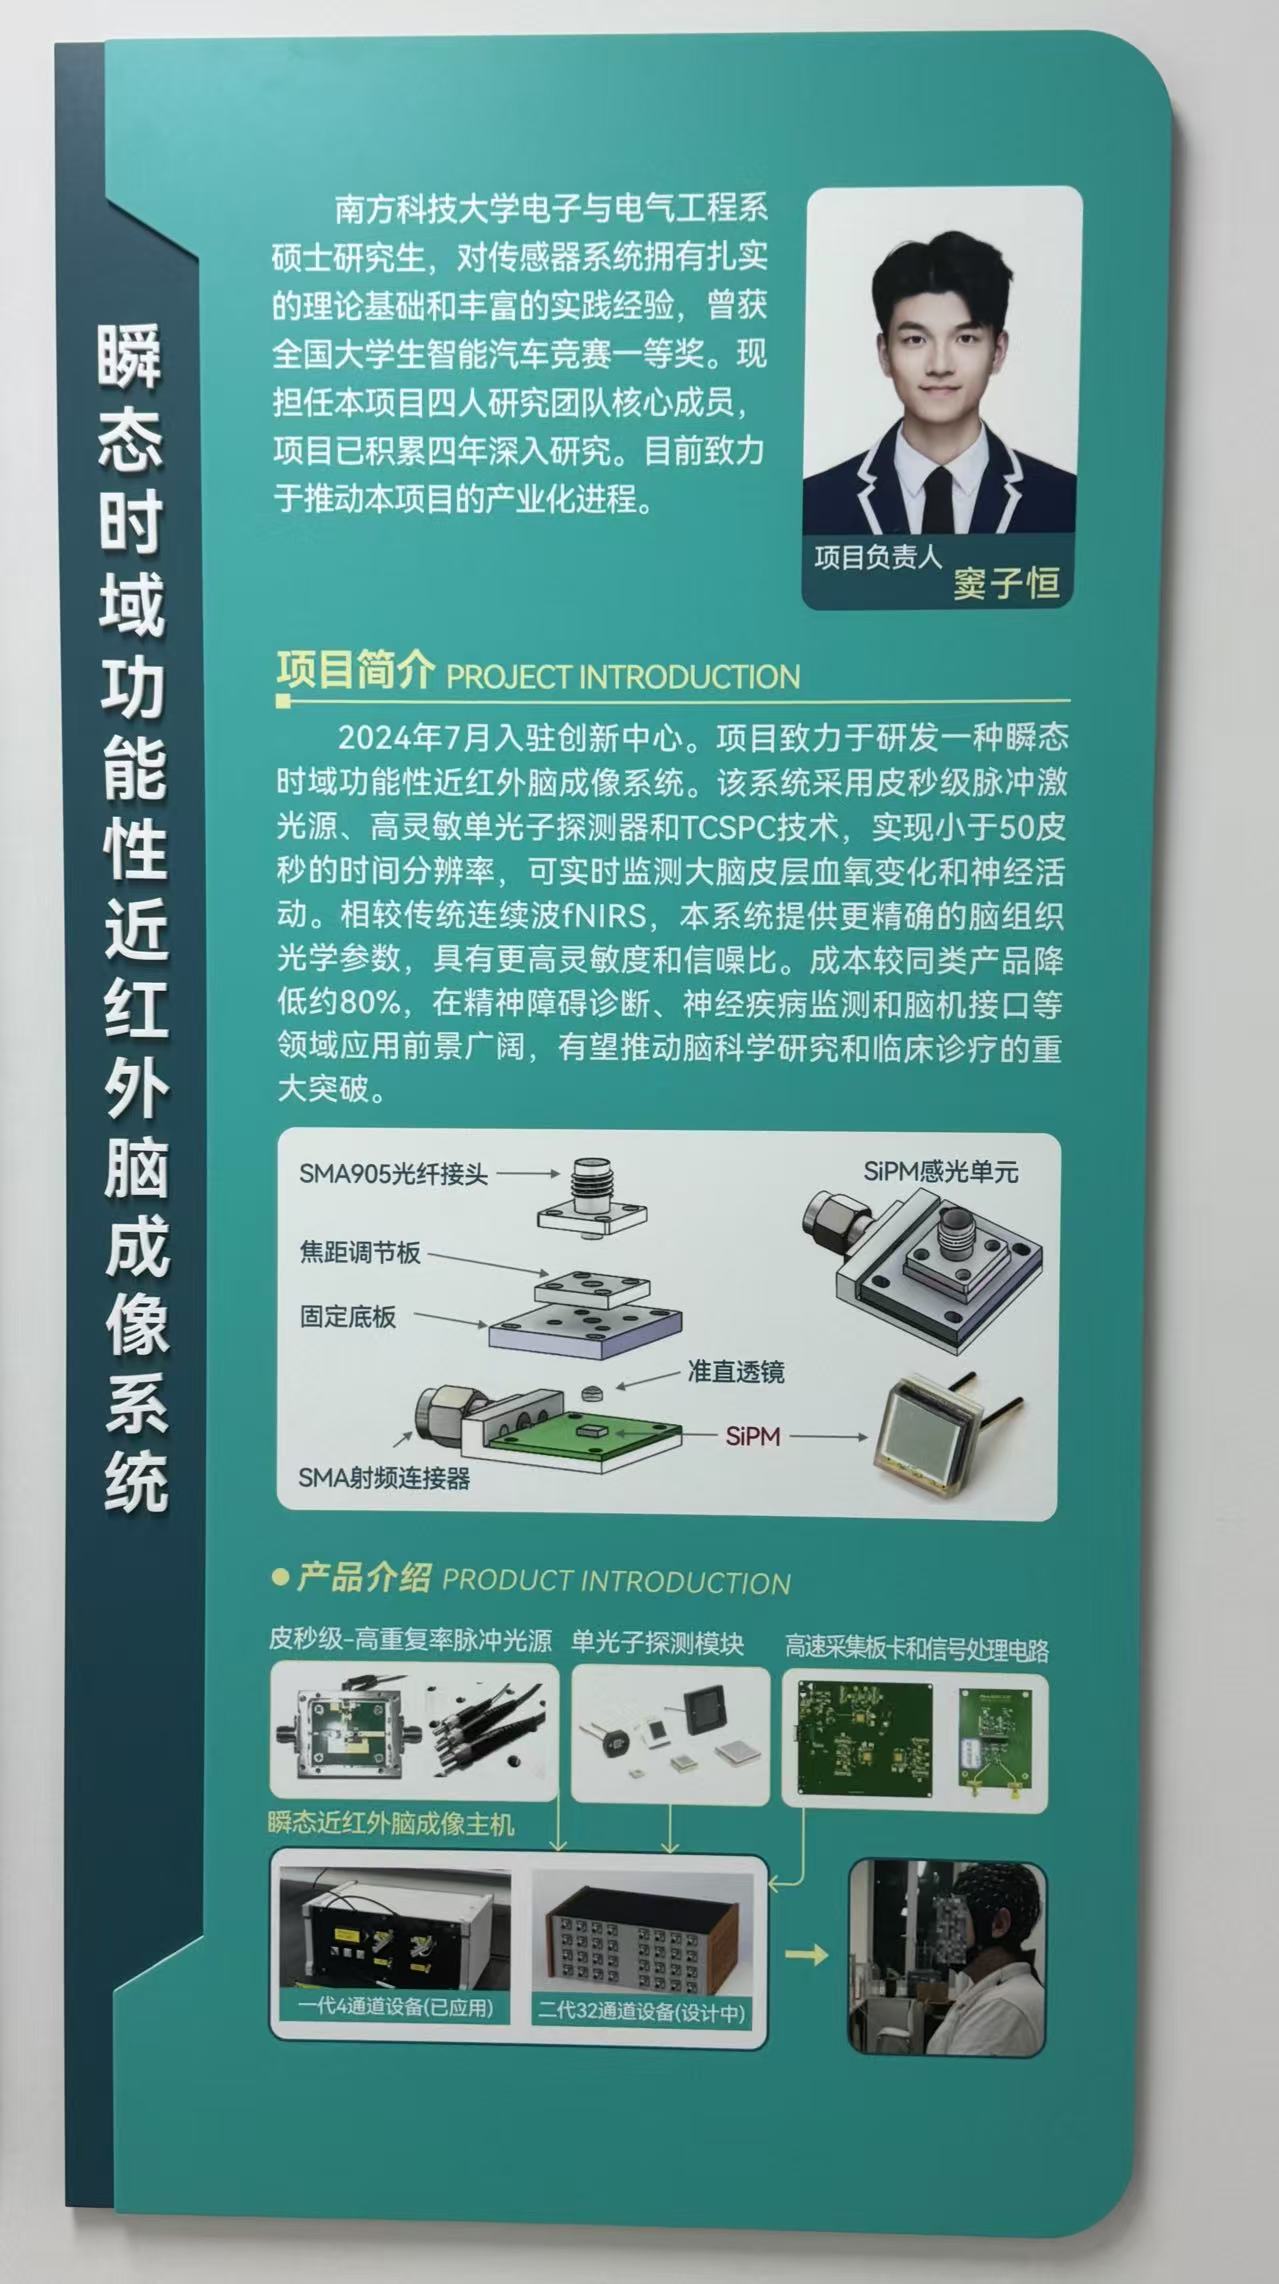 瞬态时域功能性近红外脑成像系统
南方科技大学电子与电气工程系
硕士研究生，对传感器系统拥有扎实
的理论基础和丰富的实践经验，曾获
全国大学生智能汽车竞赛一等奖。现
担任本项目四人研究团队核心成员，
项目已积累四年深入研究。目前致力
于推动本项目的产业化进程。
项目负责人
窦子恒
项目简介 PROJECT INTRODUCTION
2024年7月入驻创新中心。项目致力于研发一种瞬态
时域功能性近红外脑成像系统。该系统采用皮秒级脉冲激
光源、高灵敏单光子探测器和TCSPC技术，实现小于50皮
秒的时间分辨率，可实时监测大脑皮层血氧变化和神经活
动。相较传统连续波fNIRS，本系统提供更精确的脑组织
光学参数，具有更高灵敏度和信噪比。成本较同类产品降
低约80%，在精神障碍诊断、神经疾病监测和脑机接口等
领域应用前景广阔，有望推动脑科学研究和临床诊疗的重
大突破。
SMA905光纤接头
SiPM感光单元
焦距调节板
固定底板
准直透镜
SiPM
SMA射频连接器
产品介绍 PRODUCT INTRODUCTION
皮秒级-高重复率脉冲光源
单光子探测模块
高速采集板卡和信号处理电路
瞬态近红外脑成像主机
一代4通道设备(已应用)
二代32通道设备(设计中)